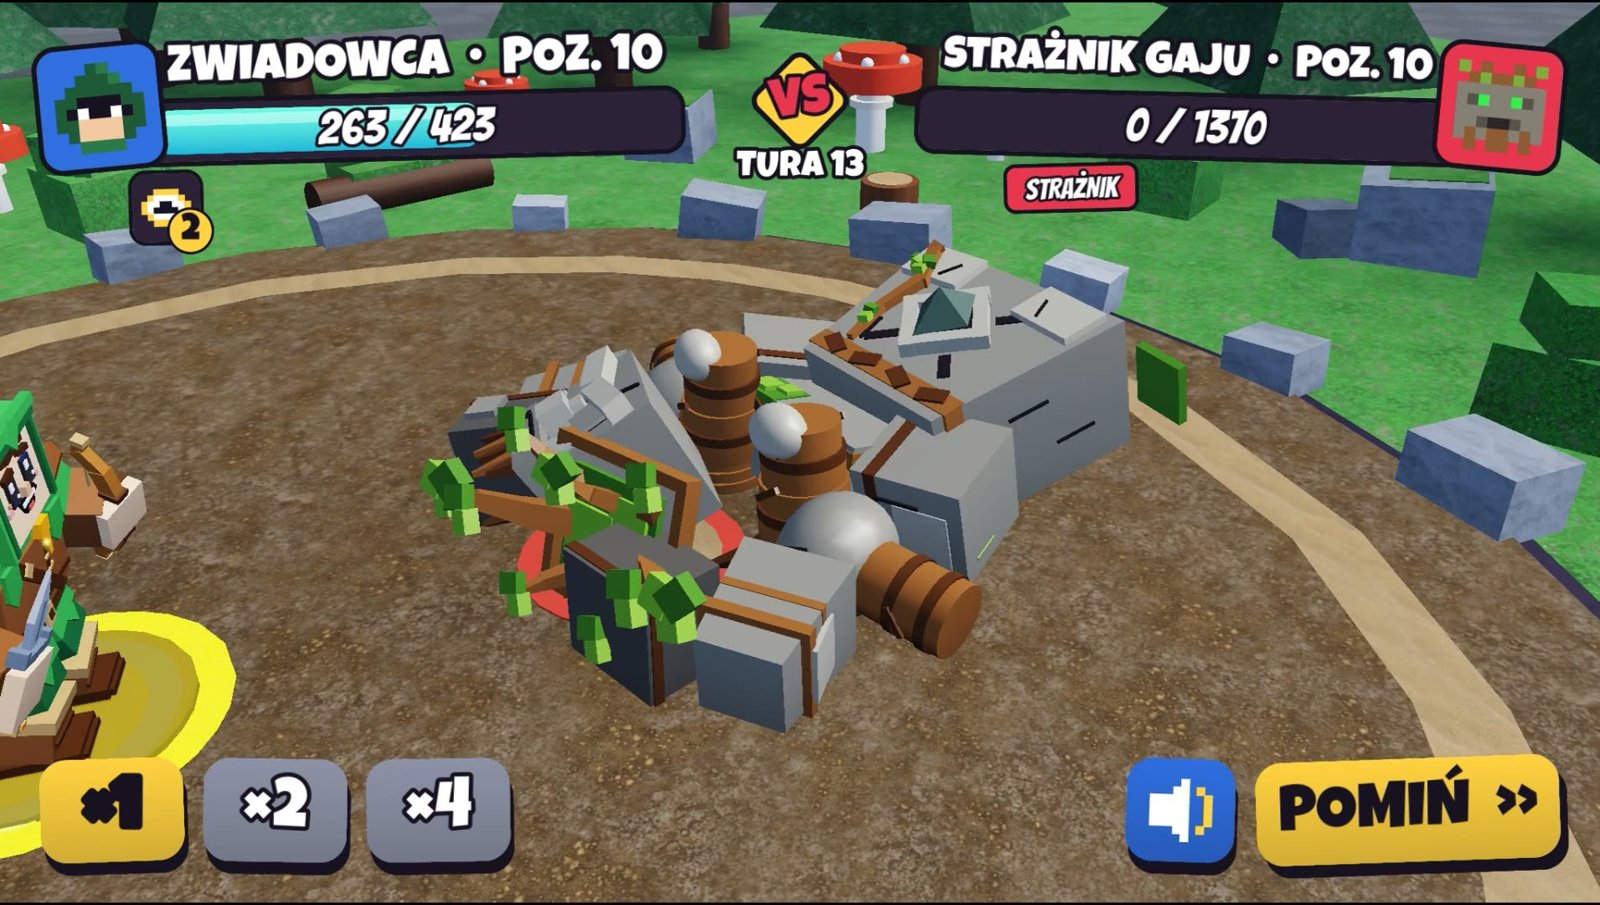 ZWIADOWCA • POZ. 10
263 / 423
2
VS
TURA 13
STRAŻNIK GAJU • POZ. 10
0 / 1370
STRAŻNIK
×1
×2
×4
POMIŃ >>